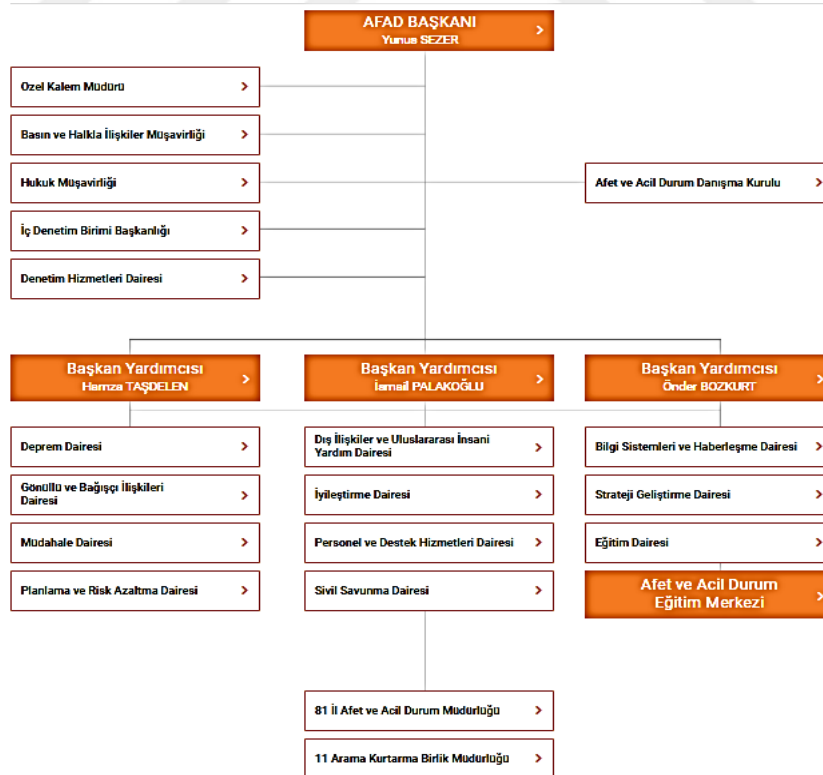 AFAD BAŞKANI
Yunus SEZER
Özel Kalem Müdürü
Basın ve Halkla İlişkiler Müşavirliği
Hukuk Müşavirliği
Afet ve Acil Durum Danışma Kurulu
İç Denetim Birimi Başkanlığı
Denetim Hizmetleri Dairesi
Başkan Yardımcısı
Hamza TAŞDELEN
Başkan Yardımcısı
İsmail PALAKOĞLU
Başkan Yardımcısı
Önder BOZKURT
Deprem Dairesi
Gönüllü ve Bağışçı İlişkileri
Dairesi
Müdahale Dairesi
Planlama ve Risk Azaltma Dairesi
Dış İlişkiler ve Uluslararası İnsani
Yardım Dairesi
İyileştirme Dairesi
Personel ve Destek Hizmetleri Dairesi
Sivil Savunma Dairesi
Bilgi Sistemleri ve Haberleşme Dairesi
Strateji Geliştirme Dairesi
Eğitim Dairesi
Afet ve Acil Durum
Eğitim Merkezi
81 İl Afet ve Acil Durum Müdürlüğü
11 Arama Kurtarma Birlik Müdürlüğü